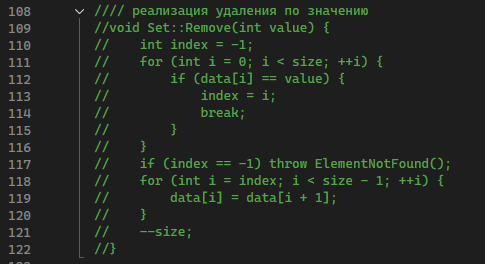 108 //// реализация удаления по значению
109 //void Set::Remove(int value) {
110 //    int index = -1;
111 //    for (int i = 0; i < size; ++i) {
112 //        if (data[i] == value) {
113 //            index = i;
114 //            break;
115 //        }
116 //    }
117 //    if (index == -1) throw ElementNotFound();
118 //    for (int i = index; i < size - 1; ++i) {
119 //        data[i] = data[i + 1];
120 //    }
121 //    --size;
122 //}